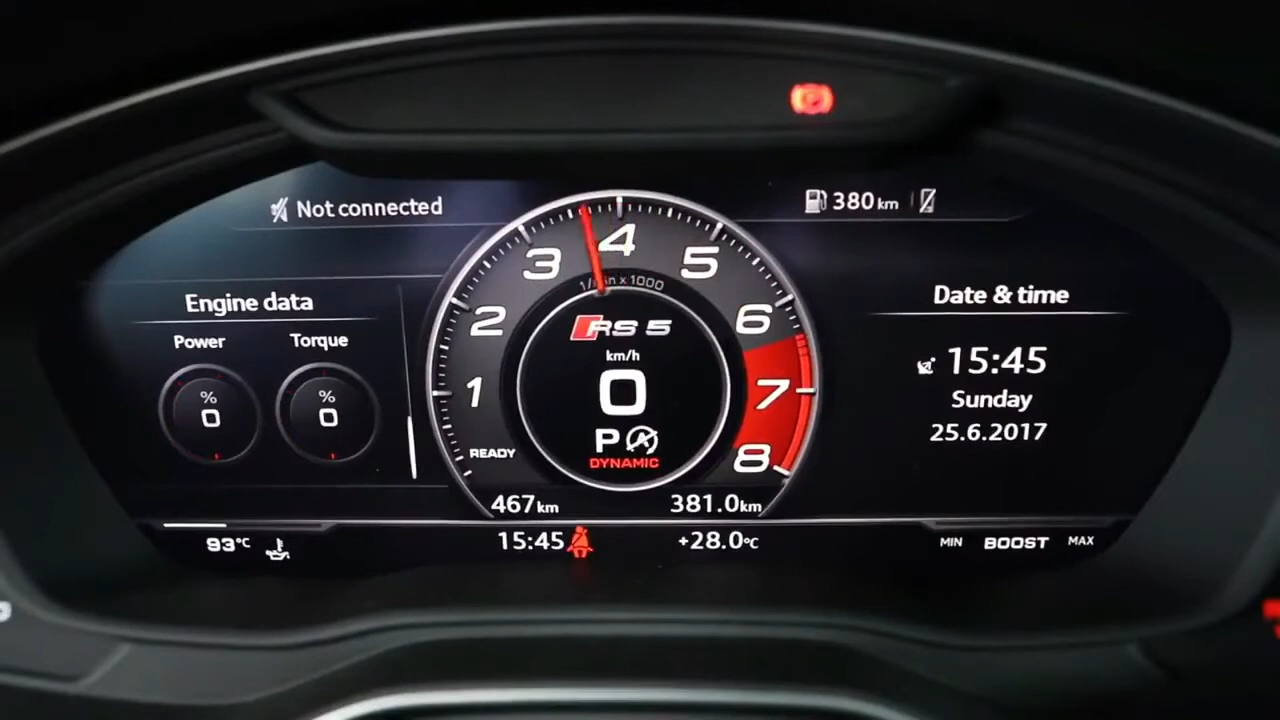 Not connected
380 km
Engine data
Power
Torque
%
0
%
0
1
2
3
4
5
6
7
8
1/min x 1000
RS 5
km/h
0
P A
DYNAMIC
READY
467 km
381.0 km
Date & time
15:45
Sunday
25.6.2017
93°C
15:45
+28.0°C
MIN BOOST MAX